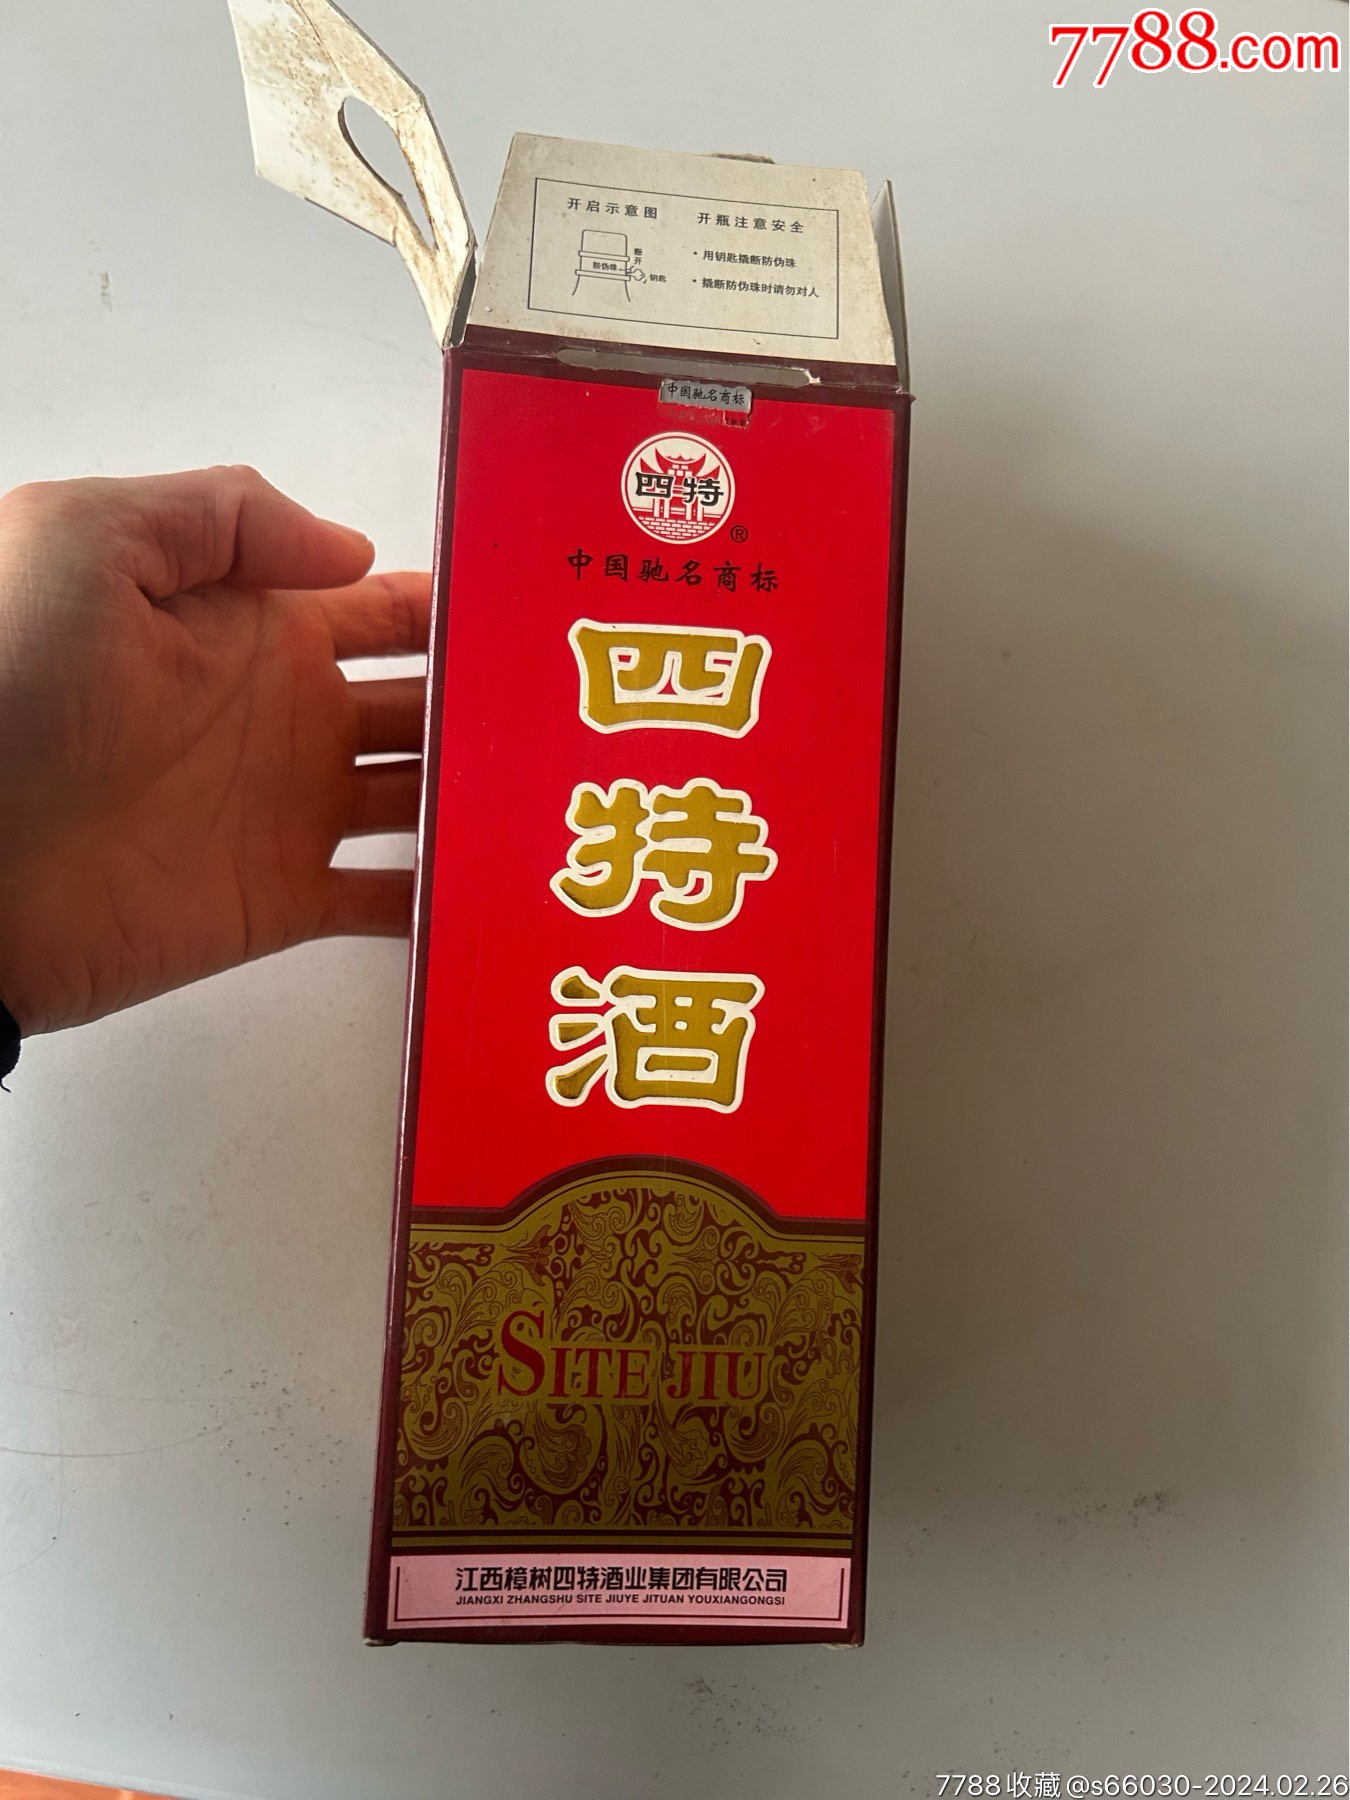 7788.com
开启示意图
断开
防伪珠
钥匙
开瓶注意安全
·用钥匙撬断防伪珠
·撬断防伪珠时请勿对人
中国驰名商标
四特
®
中国驰名商标
四
特
酒
SITE JIU
江西樟树四特酒业集团有限公司
JIANGXI ZHANGSHU SITE JIUYE JITUAN YOUXIANGONGSI
7788收藏@s66030-2024.02.26